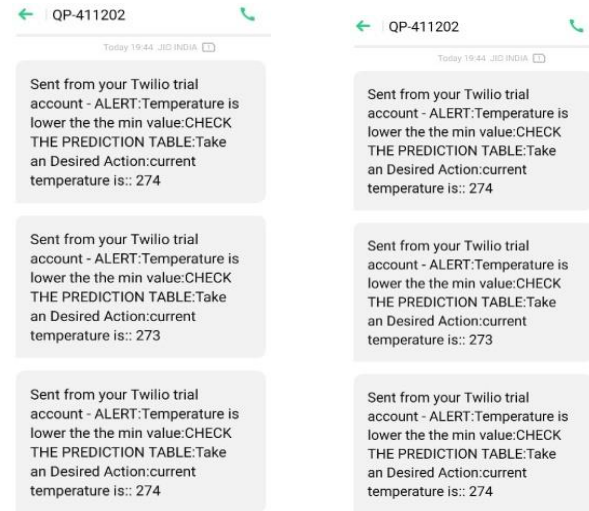 QP-411202
Today 19:44 JIO INDIA 1
Sent from your Twilio trial
account - ALERT:Temperature is
lower the the min value:CHECK
THE PREDICTION TABLE:Take
an Desired Action:current
temperature is:: 274
Sent from your Twilio trial
account - ALERT:Temperature is
lower the the min value:CHECK
THE PREDICTION TABLE:Take
an Desired Action:current
temperature is:: 273
Sent from your Twilio trial
account - ALERT:Temperature is
lower the the min value:CHECK
THE PREDICTION TABLE:Take
an Desired Action:current
temperature is:: 274
QP-411202
Today 19:44 JIO INDIA 1
Sent from your Twilio trial
account - ALERT:Temperature is
lower the the min value:CHECK
THE PREDICTION TABLE:Take
an Desired Action:current
temperature is:: 274
Sent from your Twilio trial
account - ALERT:Temperature is
lower the the min value:CHECK
THE PREDICTION TABLE:Take
an Desired Action:current
temperature is:: 273
Sent from your Twilio trial
account - ALERT:Temperature is
lower the the min value:CHECK
THE PREDICTION TABLE:Take
an Desired Action:current
temperature is:: 274